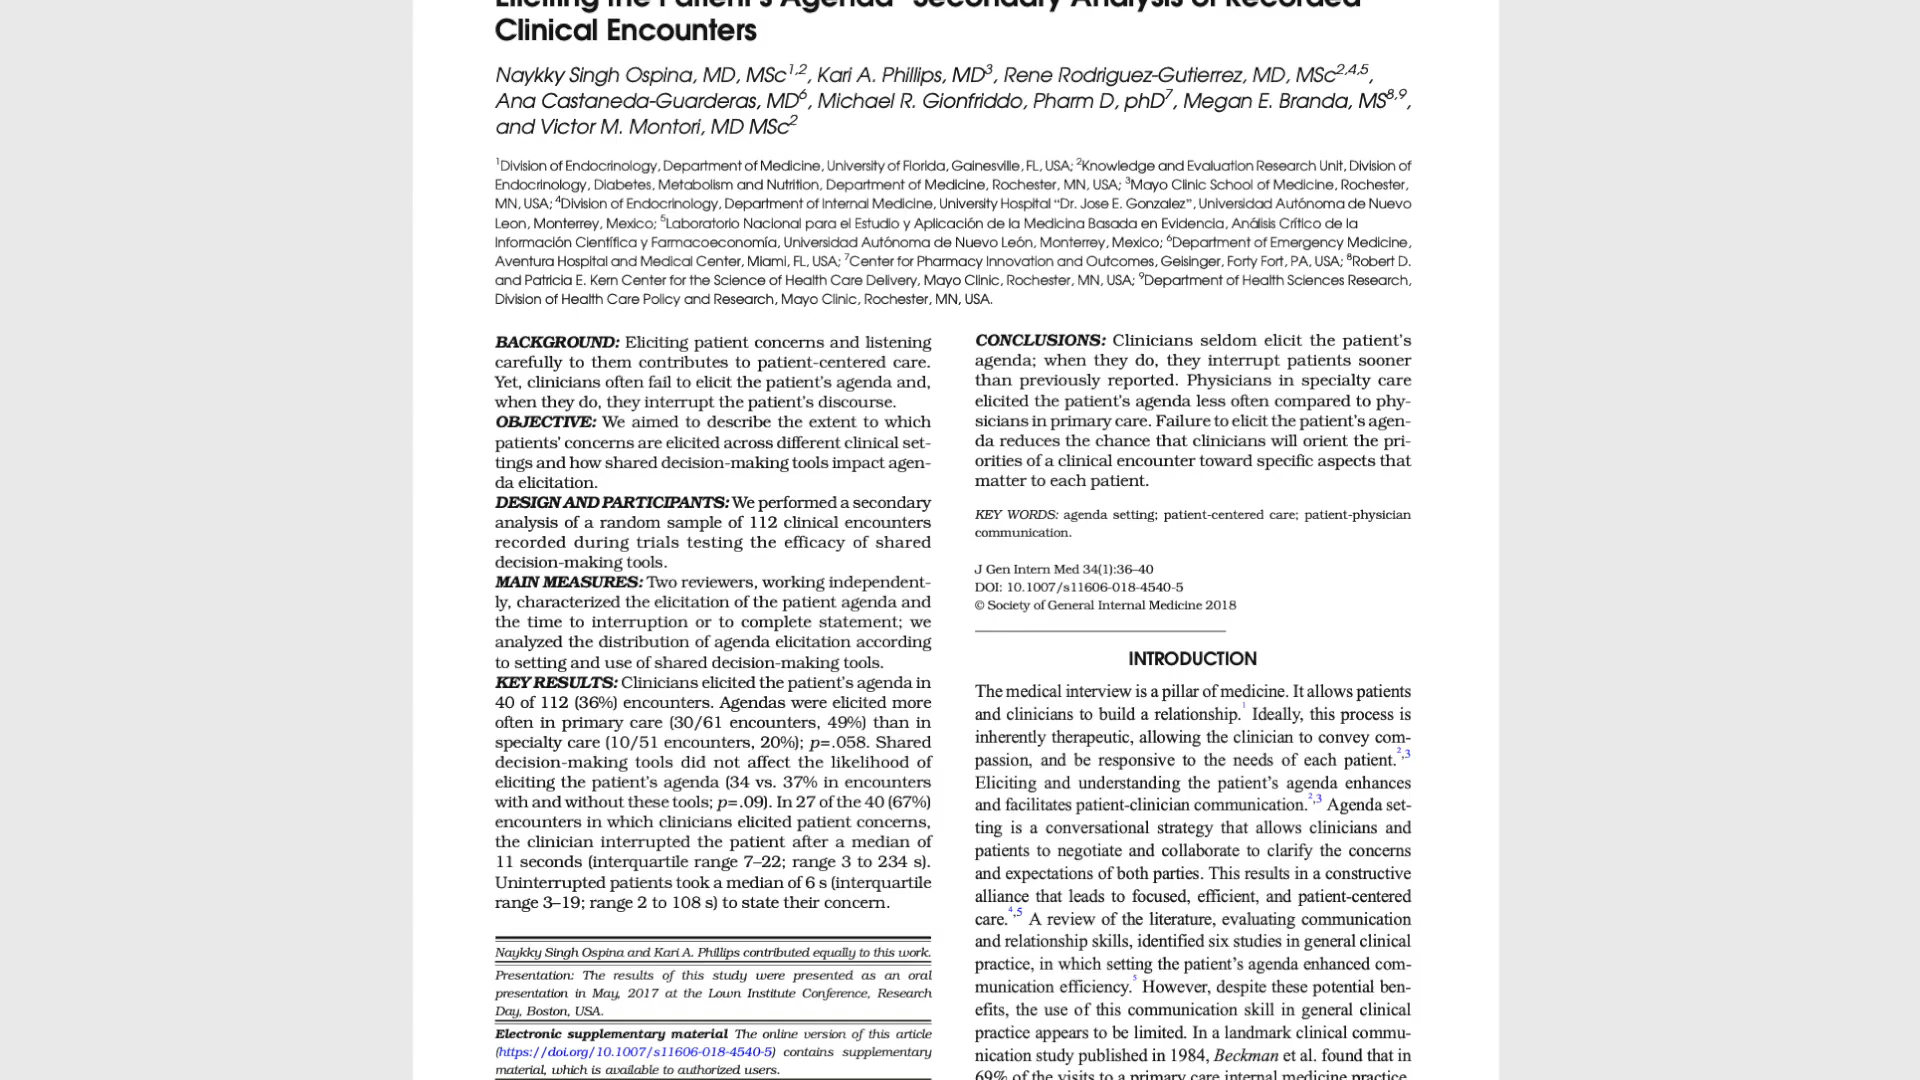 Eliciting the Patient's Agenda- Secondary Analysis of Recorded
Clinical Encounters
Naykky Singh Ospina, MD, MSc1,2, Kari A. Phillips, MD3, Rene Rodriguez-Gutierrez, MD, MSc2,4,5,
Ana Castaneda-Guarderas, MD6, Michael R. Gionfriddo, Pharm D, phD7, Megan E. Branda, MS8,9,
and Victor M. Montori, MD MSc2
1Division of Endocrinology, Department of Medicine, University of Florida, Gainesville, FL, USA; 2Knowledge and Evaluation Research Unit, Division of
Endocrinology, Diabetes, Metabolism and Nutrition, Department of Medicine, Rochester, MN, USA; 3Mayo Clinic School of Medicine, Rochester,
MN, USA; 4Division of Endocrinology, Department of Internal Medicine, University Hospital “Dr. Jose E. Gonzalez”, Universidad Autónoma de Nuevo
Leon, Monterrey, Mexico; 5Laboratorio Nacional para el Estudio y Aplicación de la Medicina Basada en Evidencia, Análisis Crítico de la
Información Científica y Farmacoeconomía, Universidad Autónoma de Nuevo León, Monterrey, Mexico; 6Department of Emergency Medicine,
Aventura Hospital and Medical Center, Miami, FL, USA; 7Center for Pharmacy Innovation and Outcomes, Geisinger, Forty Fort, PA, USA; 8Robert D.
and Patricia E. Kern Center for the Science of Health Care Delivery, Mayo Clinic, Rochester, MN, USA; 9Department of Health Sciences Research,
Division of Health Care Policy and Research, Mayo Clinic, Rochester, MN, USA.
BACKGROUND: Eliciting patient concerns and listening
carefully to them contributes to patient-centered care.
Yet, clinicians often fail to elicit the patient's agenda and,
when they do, they interrupt the patient's discourse.
OBJECTIVE: We aimed to describe the extent to which
patients' concerns are elicited across different clinical set-
tings and how shared decision-making tools impact agen-
da elicitation.
DESIGN AND PARTICIPANTS: We performed a secondary
analysis of a random sample of 112 clinical encounters
recorded during trials testing the efficacy of shared
decision-making tools.
MAIN MEASURES: Two reviewers, working independent-
ly, characterized the elicitation of the patient agenda and
the time to interruption or to complete statement; we
analyzed the distribution of agenda elicitation according
to setting and use of shared decision-making tools.
KEY RESULTS: Clinicians elicited the patient's agenda in
40 of 112 (36%) encounters. Agendas were elicited more
often in primary care (30/61 encounters, 49%) than in
specialty care (10/51 encounters, 20%); p=.058. Shared
decision-making tools did not affect the likelihood of
eliciting the patient's agenda (34 vs. 37% in encounters
with and without these tools; p=.09). In 27 of the 40 (67%)
encounters in which clinicians elicited patient concerns,
the clinician interrupted the patient after a median of
11 seconds (interquartile range 7–22; range 3 to 234 s).
Uninterrupted patients took a median of 6 s (interquartile
range 3–19; range 2 to 108 s) to state their concern.
Naykky Singh Ospina and Kari A. Phillips contributed equally to this work.
Presentation: The results of this study were presented as an oral
presentation in May, 2017 at the Lown Institute Conference, Research
Day, Boston, USA.
Electronic supplementary material The online version of this article
(https://doi.org/10.1007/s11606-018-4540-5) contains supplementary
material, which is available to authorized users.
CONCLUSIONS: Clinicians seldom elicit the patient's
agenda; when they do, they interrupt patients sooner
than previously reported. Physicians in specialty care
elicited the patient's agenda less often compared to phy-
sicians in primary care. Failure to elicit the patient's agen-
da reduces the chance that clinicians will orient the pri-
orities of a clinical encounter toward specific aspects that
matter to each patient.
KEY WORDS: agenda setting; patient-centered care; patient-physician
communication.
J Gen Intern Med 34(1):36–40
DOI: 10.1007/s11606-018-4540-5
© Society of General Internal Medicine 2018
INTRODUCTION
The medical interview is a pillar of medicine. It allows patients
and clinicians to build a relationship.1 Ideally, this process is
inherently therapeutic, allowing the clinician to convey com-
passion, and be responsive to the needs of each patient.2,3
Eliciting and understanding the patient's agenda enhances
and facilitates patient-clinician communication.2,3 Agenda set-
ting is a conversational strategy that allows clinicians and
patients to negotiate and collaborate to clarify the concerns
and expectations of both parties. This results in a constructive
alliance that leads to focused, efficient, and patient-centered
care.4,5 A review of the literature, evaluating communication
and relationship skills, identified six studies in general clinical
practice, in which setting the patient's agenda enhanced com-
munication efficiency.5 However, despite these potential ben-
efits, the use of this communication skill in general clinical
practice appears to be limited. In a landmark clinical commu-
nication study published in 1984, Beckman et al. found that in
69% of the visits to a primary care internal medicine practice,